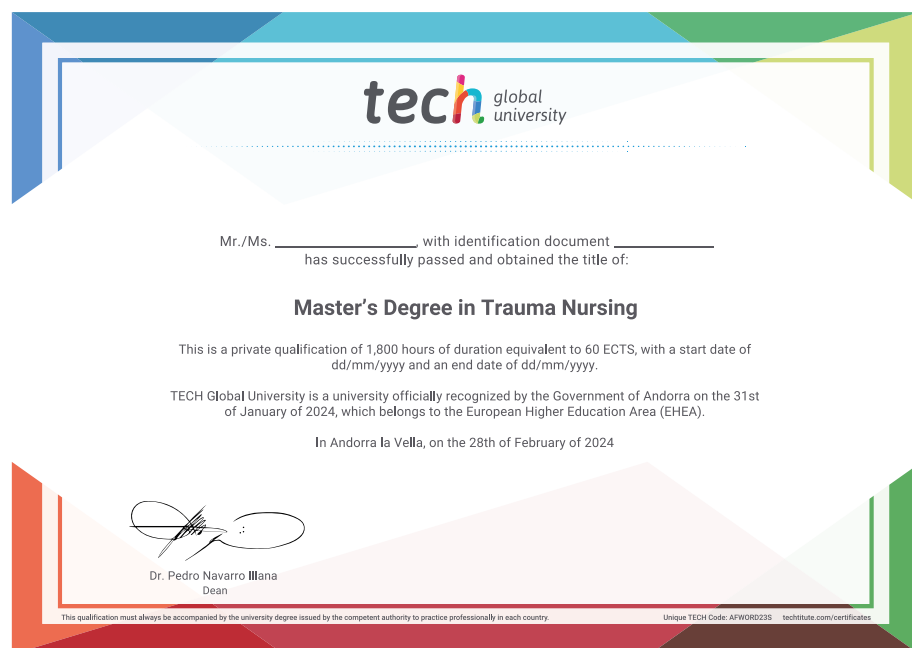 tech global university
Mr./Ms. , with identification document
has successfully passed and obtained the title of:
Master's Degree in Trauma Nursing
This is a private qualification of 1,800 hours of duration equivalent to 60 ECTS, with a start date of
dd/mm/yyyy and an end date of dd/mm/yyyy.
TECH Global University is a university officially recognized by the Government of Andorra on the 31st
of January of 2024, which belongs to the European Higher Education Area (EHEA).
In Andorra la Vella, on the 28th of February of 2024
Dr. Pedro Navarro Illana
Dean
This qualification must always be accompanied by the university degree issued by the competent authority to practice professionally in each country.
Unique TECH Code: AFWORD23S techtitute.com/certificates